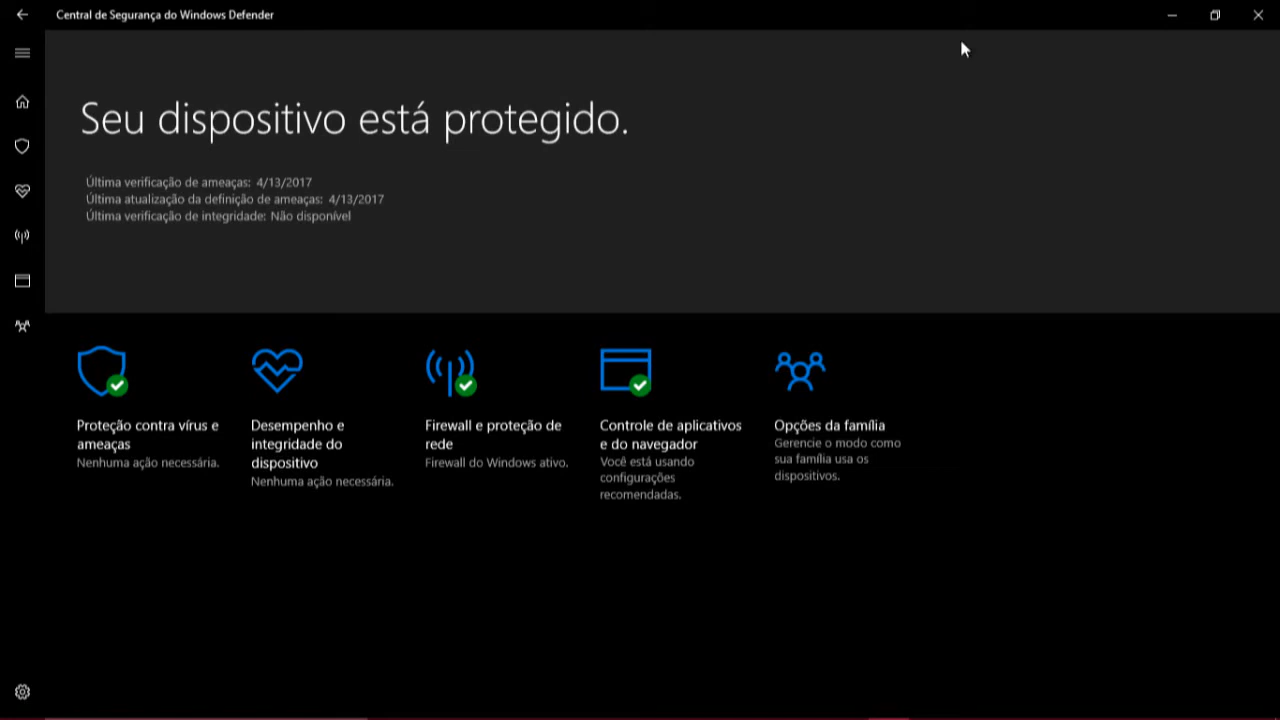 Central de Segurança do Windows Defender
Seu dispositivo está protegido.
Última verificação de ameaças: 4/13/2017
Última atualização da definição de ameaças: 4/13/2017
Última verificação de integridade: Não disponível
Proteção contra vírus e
ameaças
Nenhuma ação necessária.
Desempenho e
integridade do
dispositivo
Nenhuma ação necessária.
Firewall e proteção de
rede
Firewall do Windows ativo.
Controle de aplicativos
e do navegador
Você está usando
configurações
recomendadas.
Opções da família
Gerencie o modo como
sua família usa os
dispositivos.